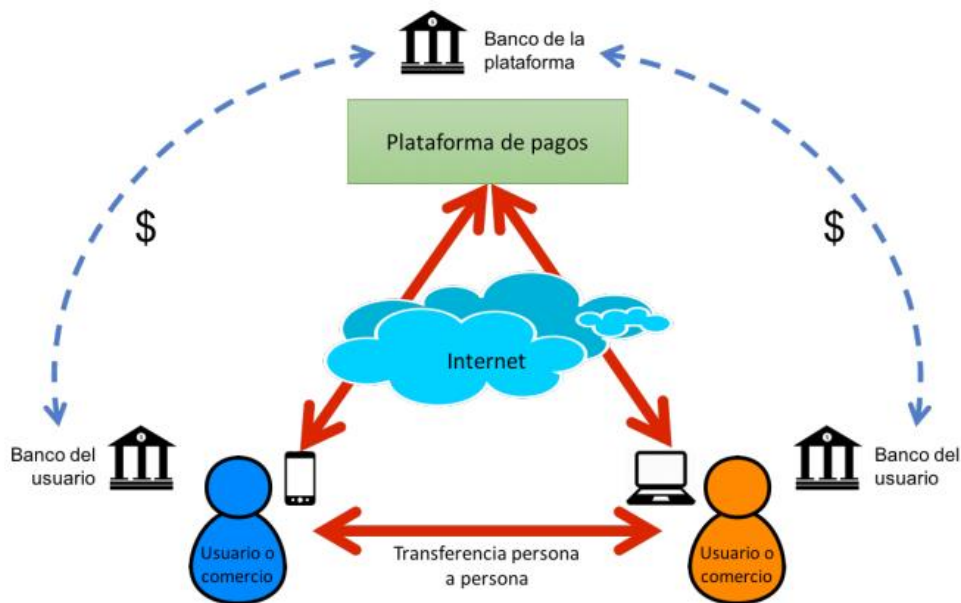 Banco de la
plataforma
Plataforma de pagos
$
$
Internet
Banco del
usuario
Banco del
usuario
Usuario o
comercio
Transferencia persona
a persona
Usuario o
comercio